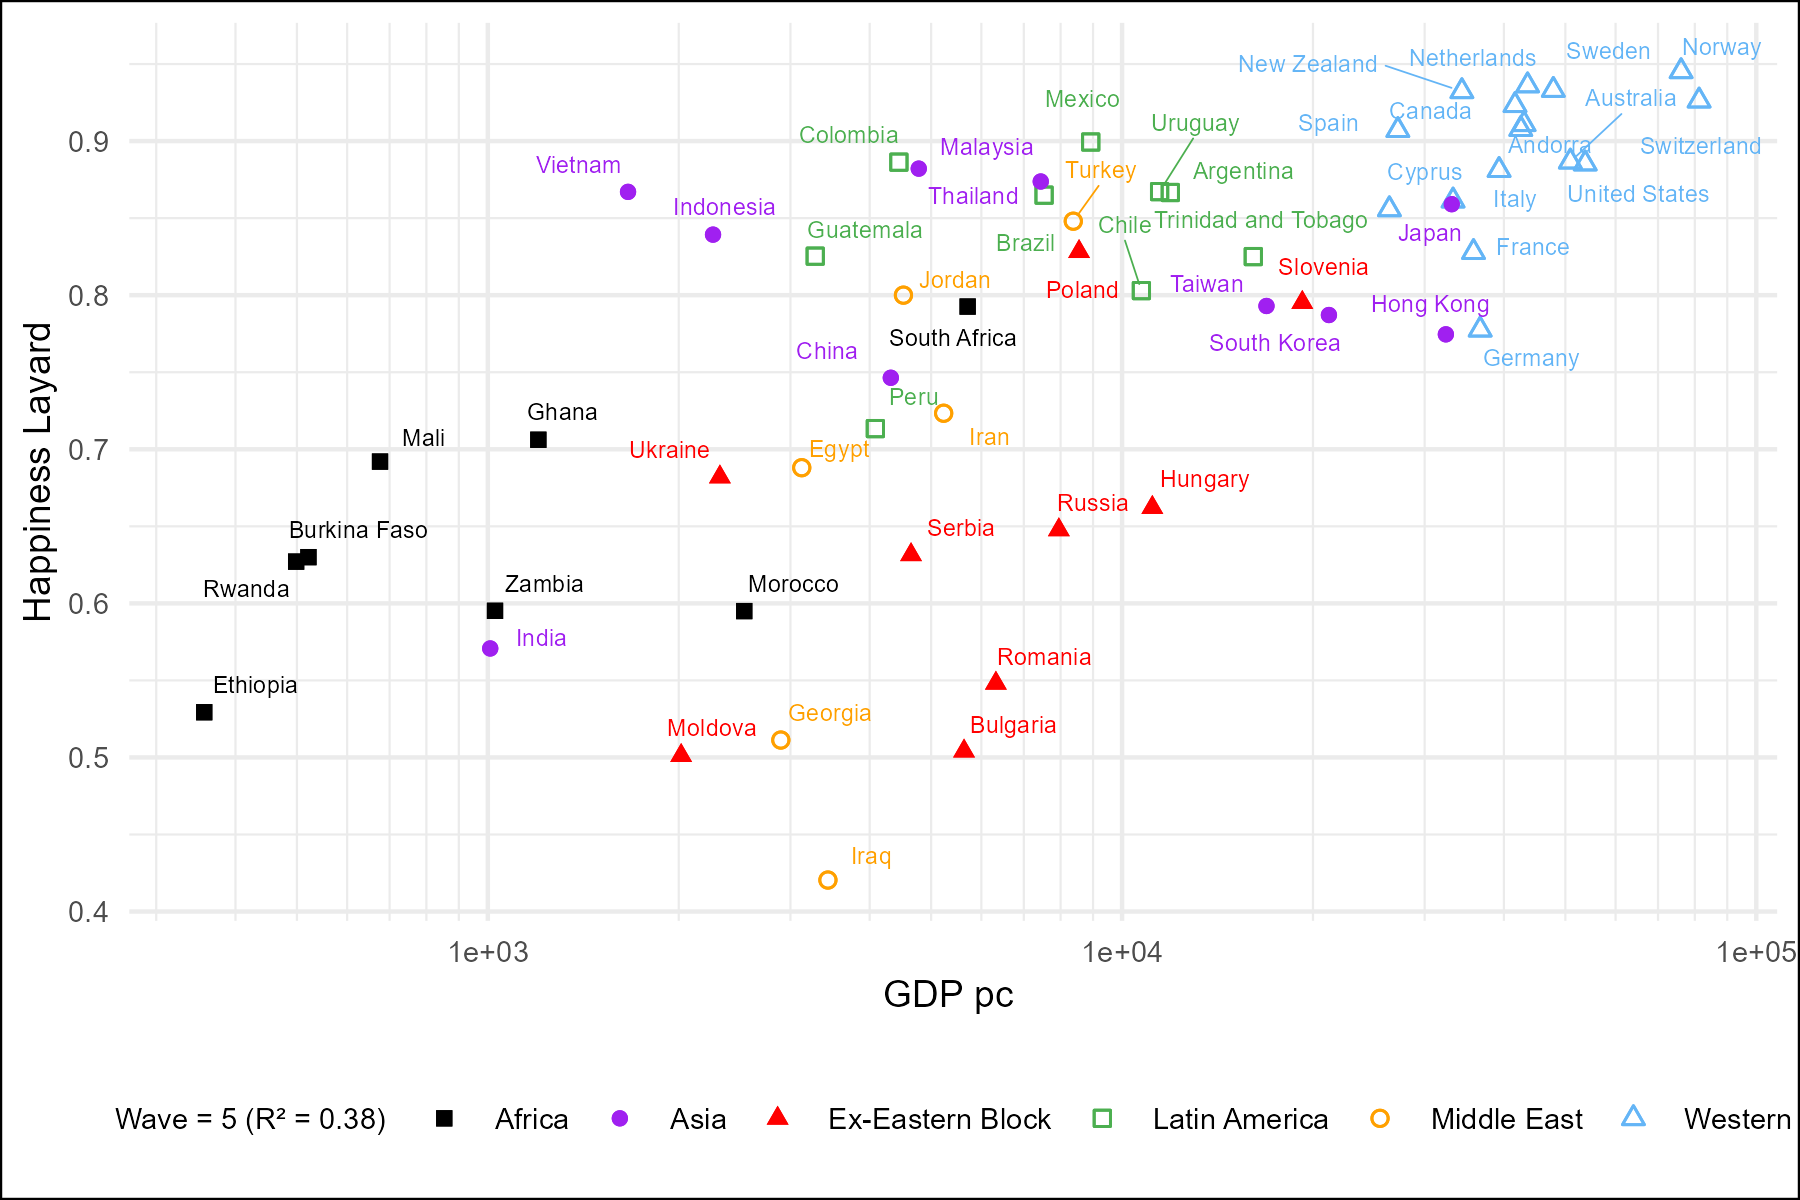 Norway
Sweden
Netherlands
New Zealand
Australia
Mexico
Canada
Spain
Uruguay
Colombia
0.9
Malaysia
Andorra
Switzerland
Vietnam
Turkey
Argentina
Cyprus
Thailand
United States
Italy
Indonesia
Chile
Trinidad and Tobago
Guatemala
Japan
Brazil
France
Slovenia
Jordan
Taiwan
Poland
0.8
Hong Kong
South Africa
South Korea
China
Germany
Peru
Ghana
Mali
Iran
0.7
Ukraine
Egypt
Hungary
Russia
Burkina Faso
Serbia
Happiness Layard
Rwanda
Zambia
Morocco
0.6
India
Romania
Ethiopia
Georgia
Moldova
Bulgaria
0.5
Iraq
0.4
1e+03
1e+04
1e+05
GDP pc
Wave = 5 (R² = 0.38) Africa Asia Ex-Eastern Block Latin America Middle East Western